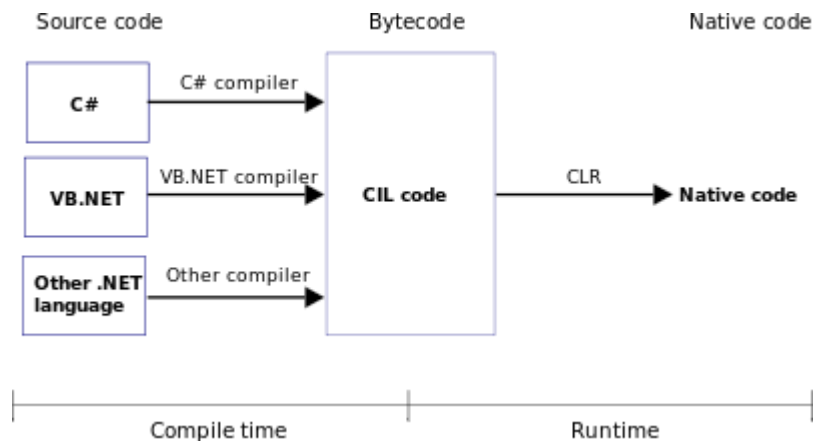 Source code
Bytecode
Native code
C# compiler
C#
VB.NET compiler
CLR
VB.NET
CIL code
Native code
Other compiler
Other .NET
language
Compile time
Runtime